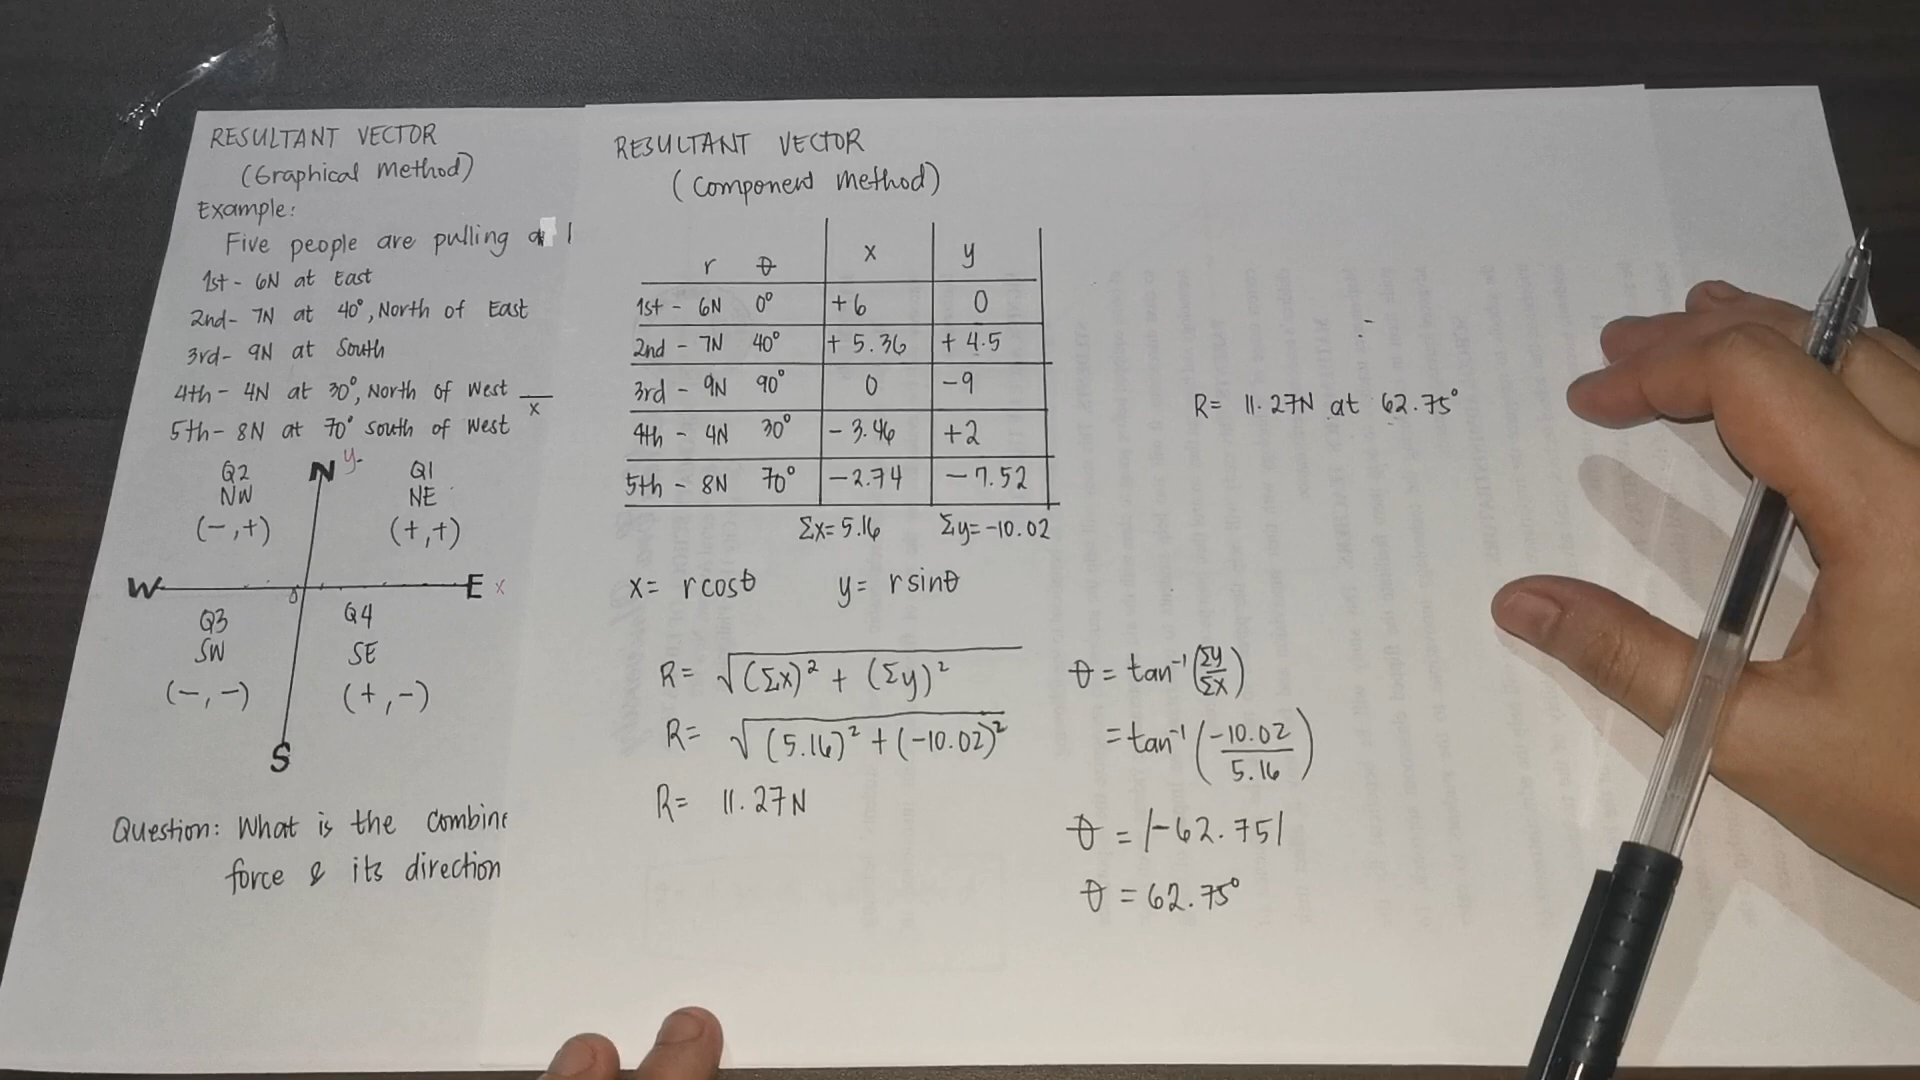 RESULTANT VECTOR
(Graphical Method)
Example:
Five people are pulling a
1st - 6N at East
2nd - 7N at 40°, North of East
3rd - 9N at South
4th - 4N at 30°, North of West
x
5th - 8N at 70° South of West
Q2
NW
(-,+)
N y
Q1
NE
(+,+)
W
E x
Q3
SW
(-,-)
Q4
SE
(+,-)
S
Question: What is the
force & its direction
RESULTANT VECTOR
(Component Method)
r θ x y
1st - 6N 0° +6 0
2nd - 7N 40° +5.36 +4.5
3rd - 9N 90° 0 -9
4th - 4N 30° -3.46 +2
5th - 8N 70° -2.74 -7.52
Σx= 5.16 Σy= -10.02
x= rcosθ y= rsinθ
R= √(Σx)² + (Σy)²
R= √(5.16)² + (-10.02)²
R= 11.27N
θ = tan⁻¹(Σy/Σx)
= tan⁻¹(-10.02/5.16)
θ = |-62.75|
θ = 62.75°
R= 11.27N at 62.75°